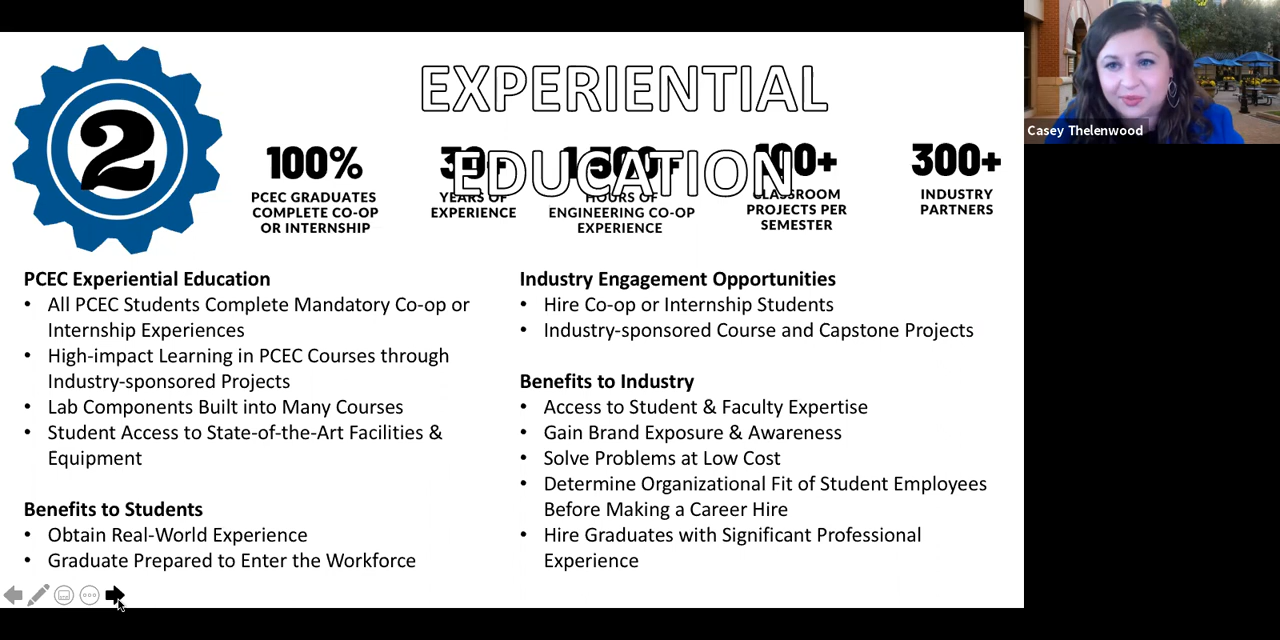 2
EXPERIENTIAL
EDUCATION
100%
PCEC GRADUATES
COMPLETE CO-OP
OR INTERNSHIP
YEARS OF
EXPERIENCE
HOURS OF
ENGINEERING CO-OP
EXPERIENCE
CLASSROOM
PROJECTS PER
SEMESTER
300+
INDUSTRY
PARTNERS
Casey Thelenwood
PCEC Experiential Education
• All PCEC Students Complete Mandatory Co-op or
Internship Experiences
• High-impact Learning in PCEC Courses through
Industry-sponsored Projects
• Lab Components Built into Many Courses
• Student Access to State-of-the-Art Facilities &
Equipment
Benefits to Students
• Obtain Real-World Experience
• Graduate Prepared to Enter the Workforce
Industry Engagement Opportunities
• Hire Co-op or Internship Students
• Industry-sponsored Course and Capstone Projects
Benefits to Industry
• Access to Student & Faculty Expertise
• Gain Brand Exposure & Awareness
• Solve Problems at Low Cost
• Determine Organizational Fit of Student Employees
Before Making a Career Hire
• Hire Graduates with Significant Professional
Experience